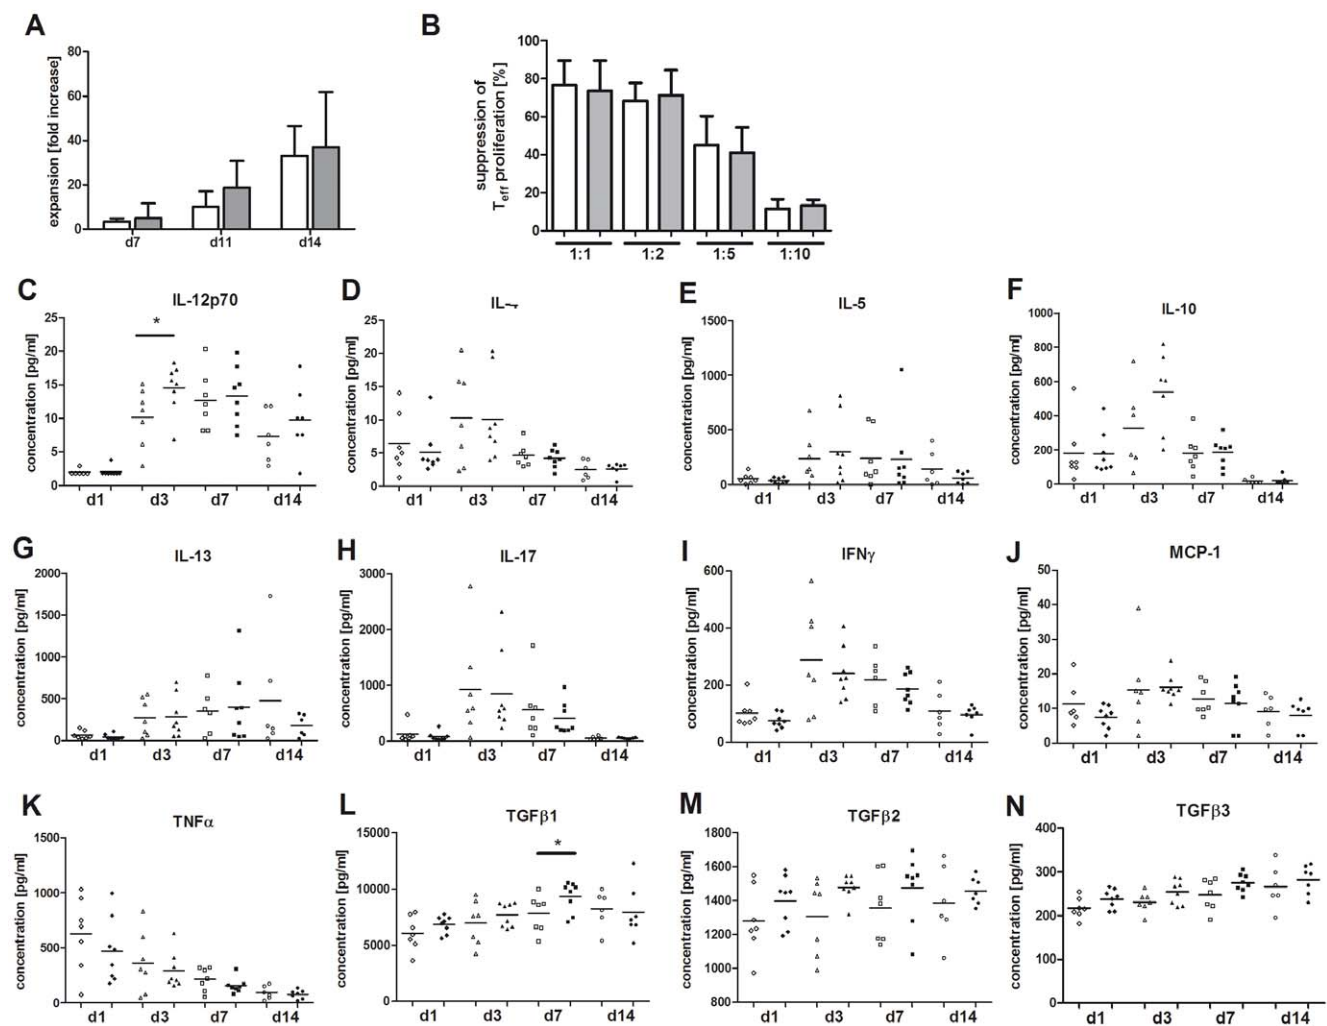 A
expansion [fold increase]
80
60
40
20
0
d7
d11
d14
B
suppression of
Teff proliferation [%]
100
80
60
40
20
0
1:1
1:2
1:5
1:10
C
IL-12p70
concentration [pg/ml]
25
20
15
10
5
0
*
d1
d3
d7
d14
D
concentration [pg/ml]
25
20
15
10
5
0
d1
d3
d7
d14
E
IL-5
concentration [pg/ml]
1500
1000
500
0
d1
d3
d7
d14
F
IL-10
concentration [pg/ml]
1000
800
600
400
200
0
d1
d3
d7
d14
G
IL-13
concentration [pg/ml]
2000
1500
1000
500
0
d1
d3
d7
d14
H
IL-17
concentration [pg/ml]
3000
2000
1000
0
d1
d3
d7
d14
I
IFNγ
concentration [pg/ml]
600
400
200
0
d1
d3
d7
d14
J
MCP-1
concentration [pg/ml]
50
40
30
20
10
0
d1
d3
d7
d14
K
TNFα
concentration [pg/ml]
1500
1000
500
0
d1
d3
d7
d14
L
TGFβ1
concentration [pg/ml]
15000
10000
5000
0
*
d1
d3
d7
d14
M
TGFβ2
concentration [pg/ml]
1800
1600
1400
1200
1000
800
d1
d3
d7
d14
N
TGFβ3
concentration [pg/ml]
400
300
200
100
0
d1
d3
d7
d14